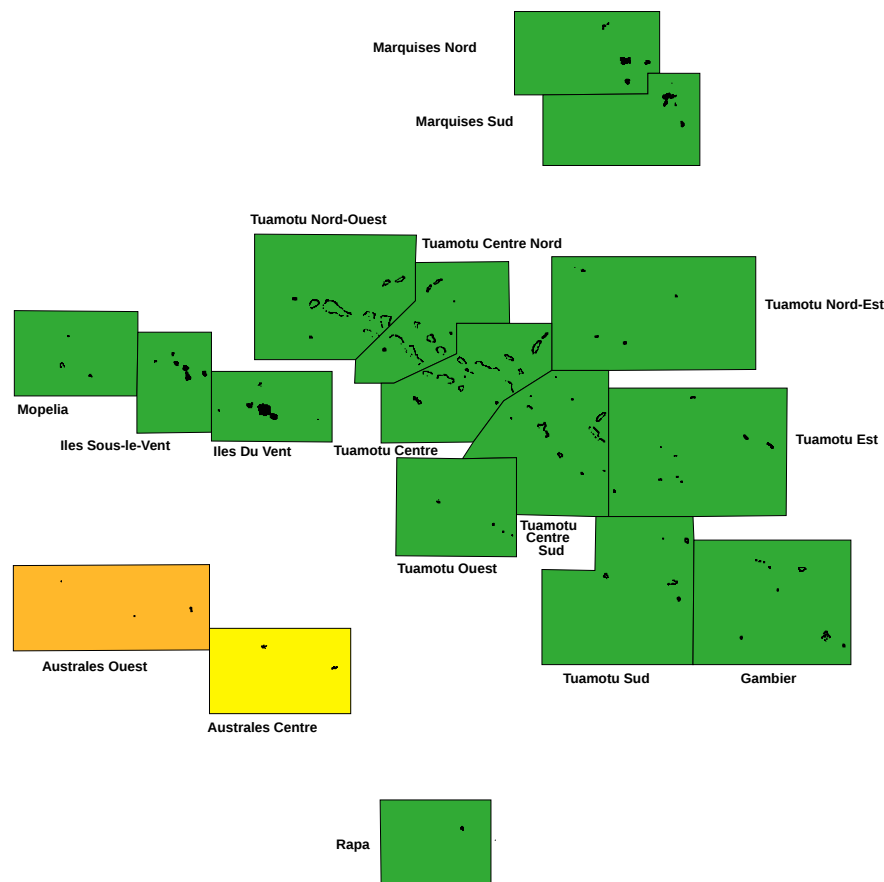 Marquises Nord
Marquises Sud
Tuamotu Nord-Ouest
Tuamotu Centre Nord
Tuamotu Nord-Est
Mopelia
Iles Sous-le-Vent
Iles Du Vent
Tuamotu Centre
Tuamotu Est
Tuamotu
Centre
Sud
Tuamotu Ouest
Australes Ouest
Tuamotu Sud
Gambier
Australes Centre
Rapa